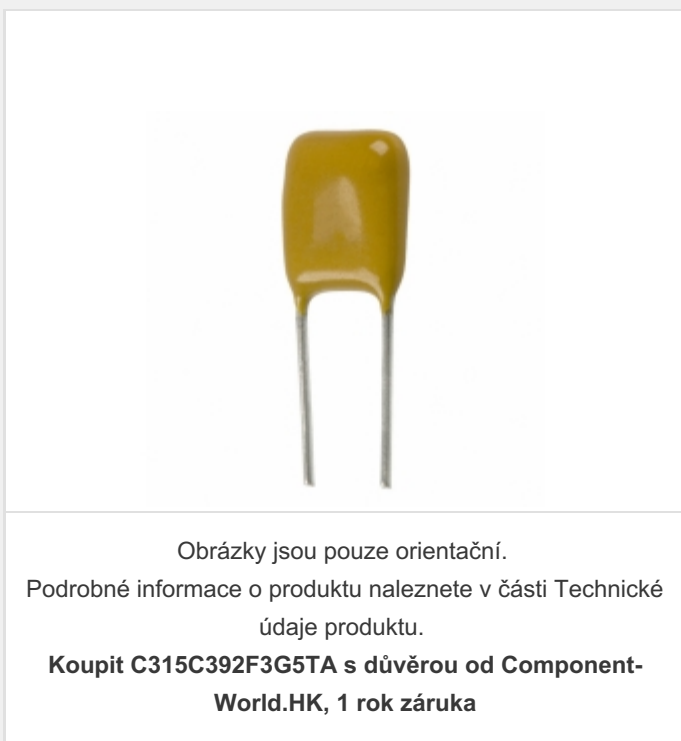 Obrázky jsou pouze orientační.
Podrobné informace o produktu naleznete v části Technické
údaje produktu.
Koupit C315C392F3G5TA s důvěrou od Component-
World.HK, 1 rok záruka